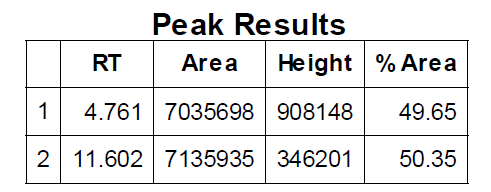 Peak Results
RT Area Height % Area
1 4.761 7035698 908148 49.65
2 11.602 7135935 346201 50.35